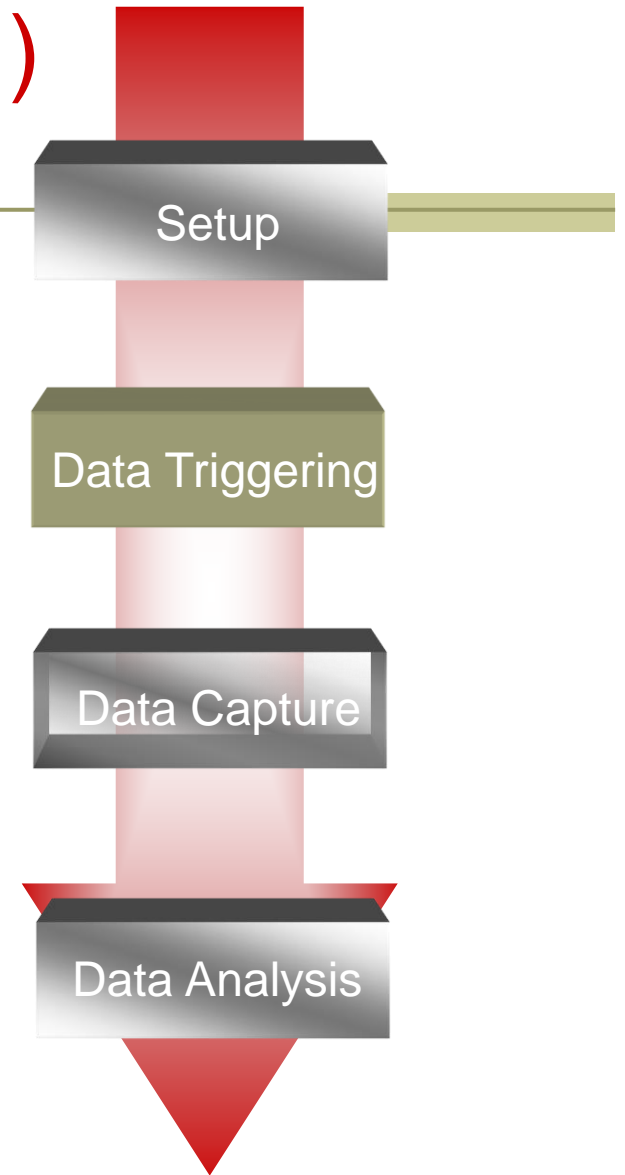 )
Setup
Data Triggering
Data Capture
Data Analysis